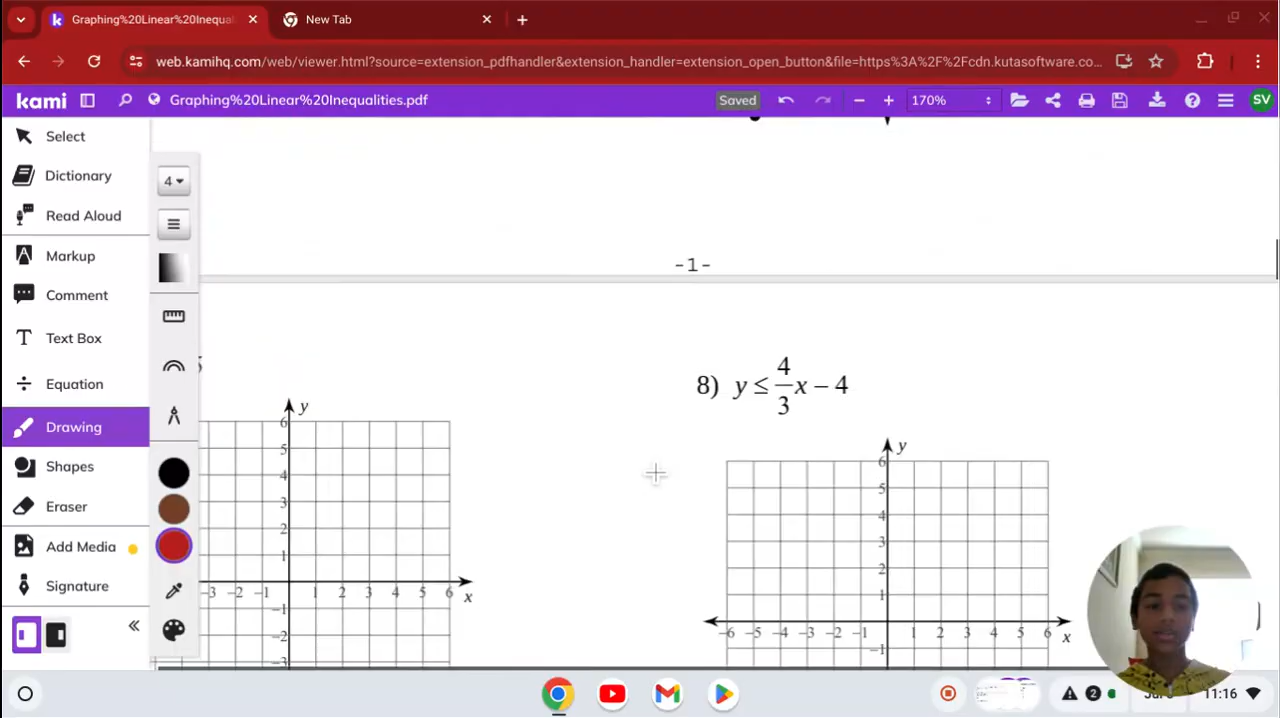 Graphing%20Linear%20Inequal
New Tab
web.kamihq.com/web/viewer.html?source=extension_pdfhandler&extension_handler=extension_open_button&file=https%3A%2F%2Fcdn.kutasoftware.co...
kami
Graphing%20Linear%20Inequalities.pdf
Saved
170%
SV
Select
Dictionary
Read Aloud
Markup
Comment
Text Box
Equation
Drawing
Shapes
Eraser
Add Media
Signature
4
-1-
8) y ≤ 4/3 x – 4
y
6
5
4
3
2
1
–3 –2 –1 1 2 3 4 5 6 x
–1
–2
–3
y
6
5
4
3
2
1
–6 –5 –4 –3 –2 –1 1 2 3 4 5 6 x
–1
2
11:16